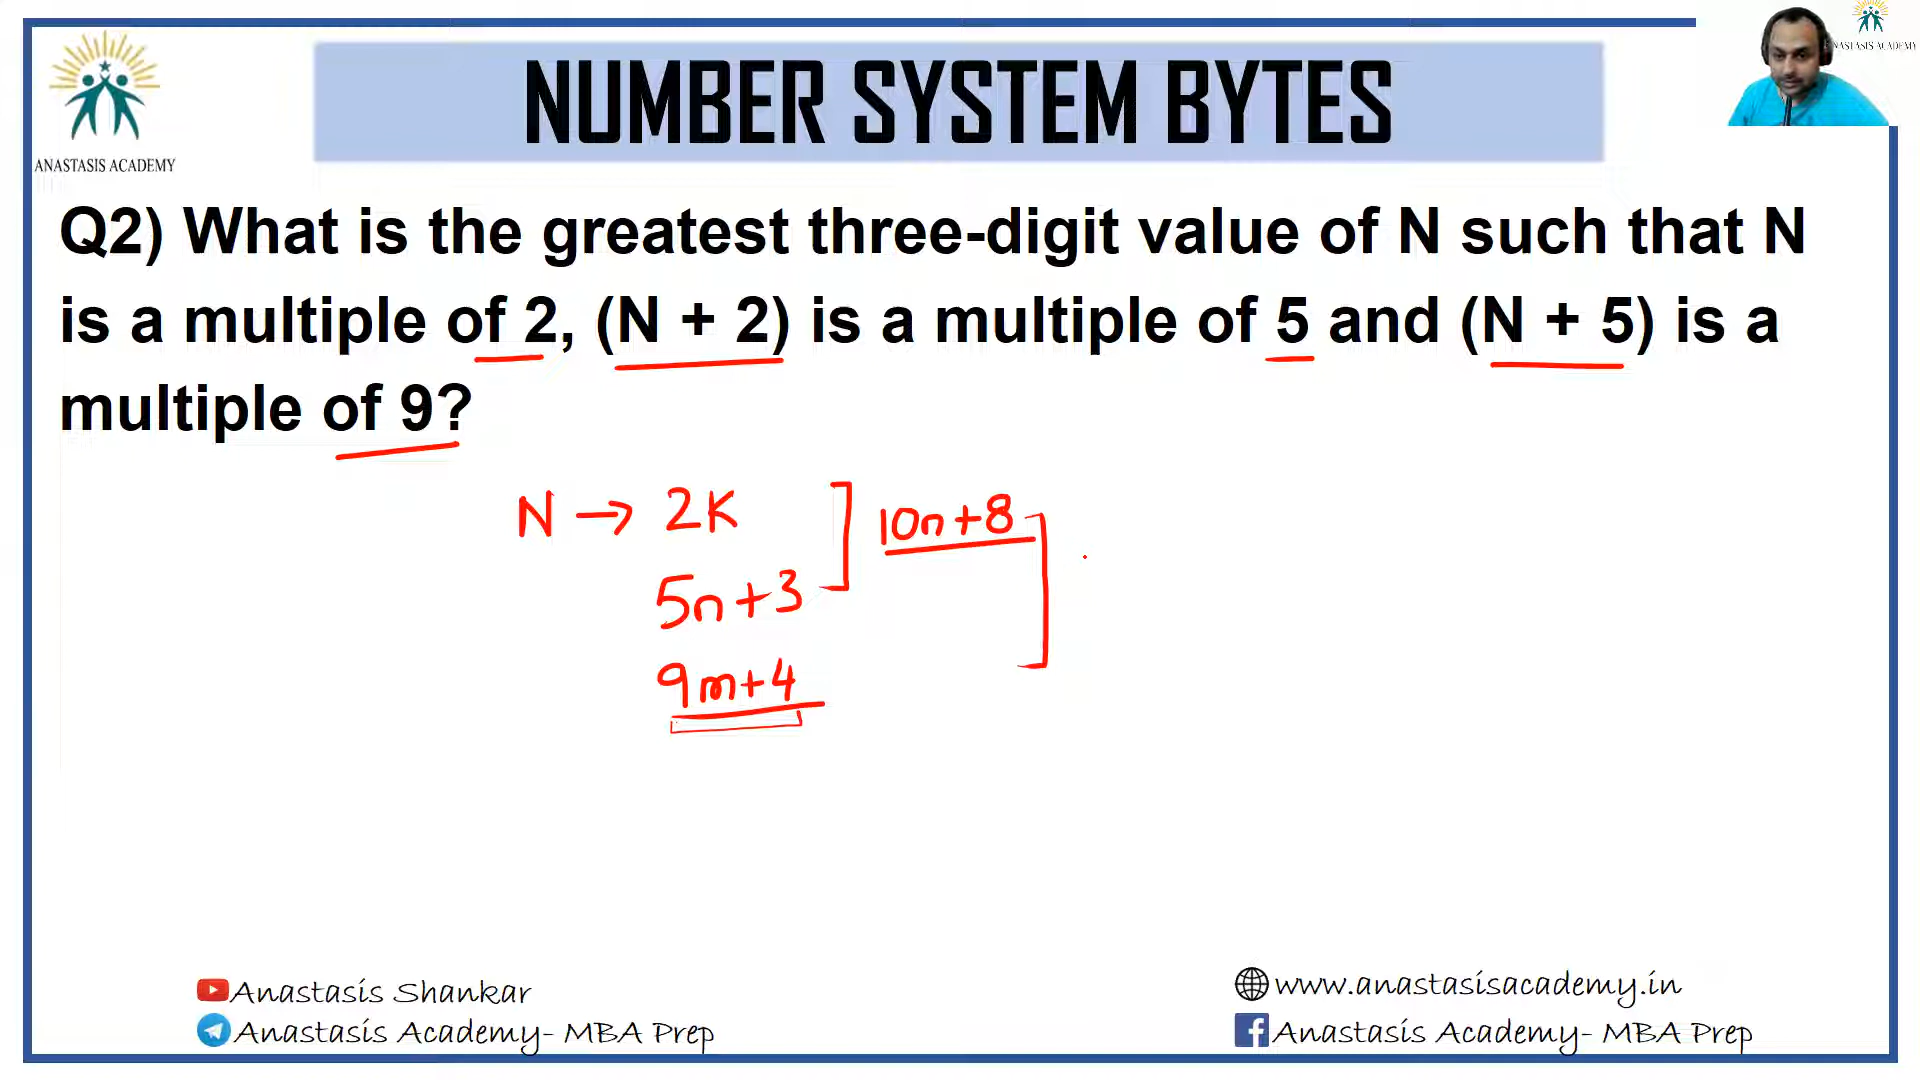 NUMBER SYSTEM BYTES
ANASTASIS ACADEMY
ANASTASIS ACADEMY
Q2) What is the greatest three-digit value of N such that N
is a multiple of 2, (N + 2) is a multiple of 5 and (N + 5) is a
multiple of 9?
N → 2K
10n+8
5n+3
9m+4
Anastasis Shankar
www.anastasisacademy.in
Anastasis Academy- MBA Prep
Anastasis Academy- MBA Prep